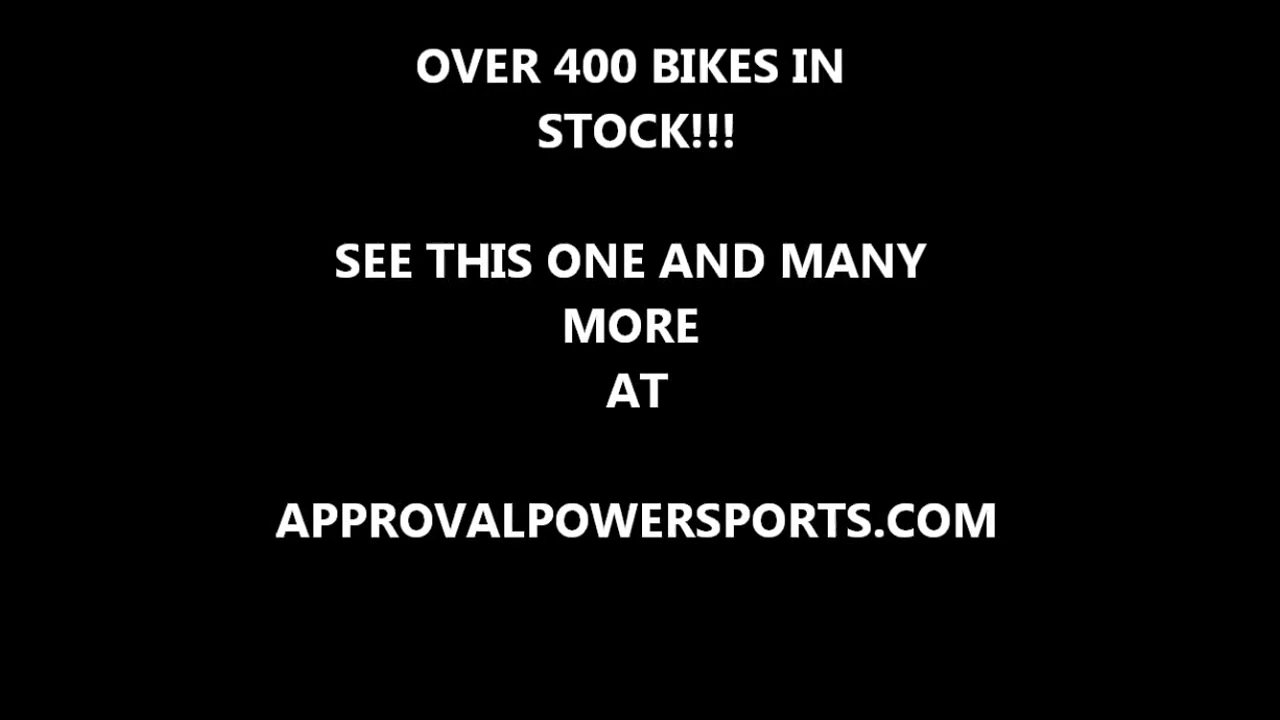 OVER 400 BIKES IN
STOCK!!!
SEE THIS ONE AND MANY
MORE
AT
APPROVALPOWERSPORTS.COM